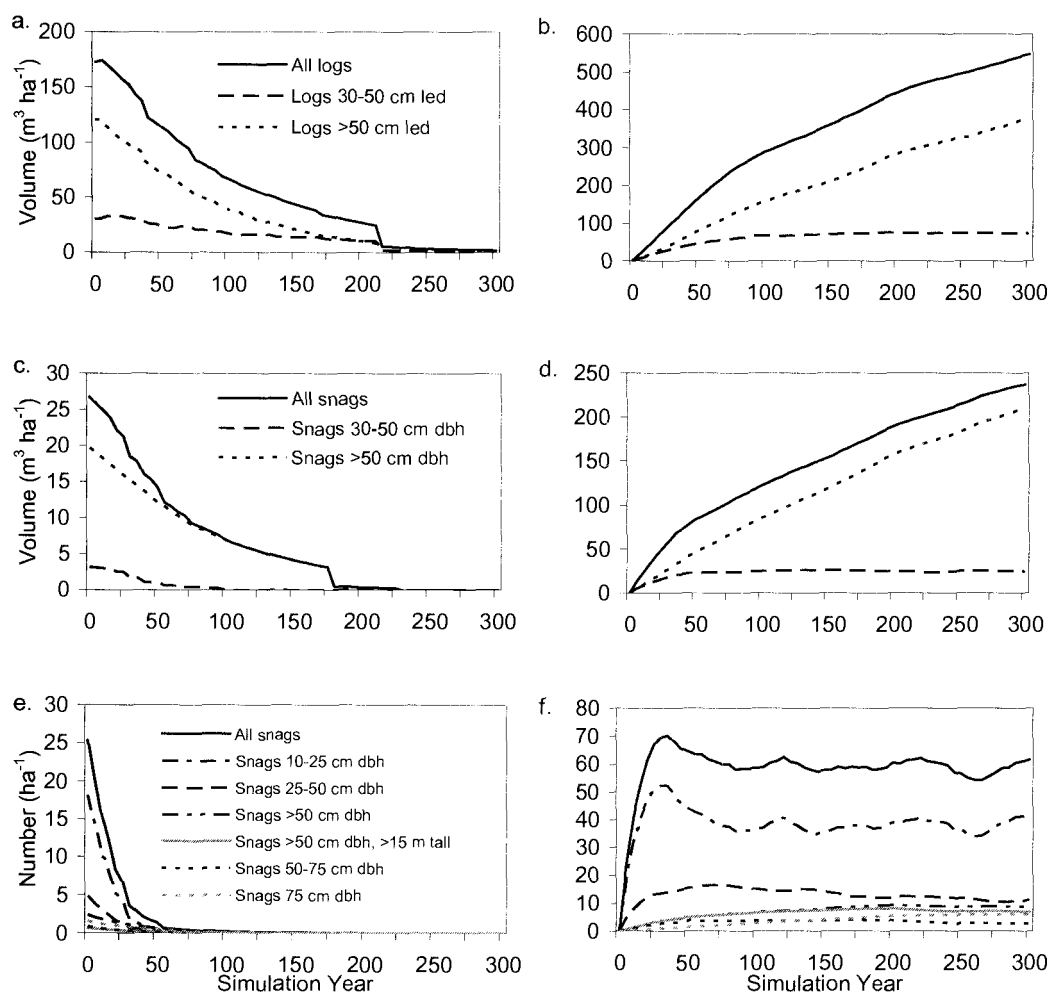 a.
200
150
100
50
0
Volume (m³ ha⁻¹)
All logs
Logs 30-50 cm led
Logs >50 cm led
0 50 100 150 200 250 300
b.
600
500
400
300
200
100
0
0 50 100 150 200 250 300
c.
30
25
20
15
10
5
0
Volume (m³ ha⁻¹)
All snags
Snags 30-50 cm dbh
Snags >50 cm dbh
0 50 100 150 200 250 300
d.
250
200
150
100
50
0
0 50 100 150 200 250 300
e.
30
25
20
15
10
5
0
Number (ha⁻¹)
All snags
Snags 10-25 cm dbh
Snags 25-50 cm dbh
Snags >50 cm dbh
Snags >50 cm dbh, >15 m tall
Snags 50-75 cm dbh
Snags 75 cm dbh
0 50 100 150 200 250 300
Simulation Year
f.
80
70
60
50
40
30
20
10
0
0 50 100 150 200 250 300
Simulation Year